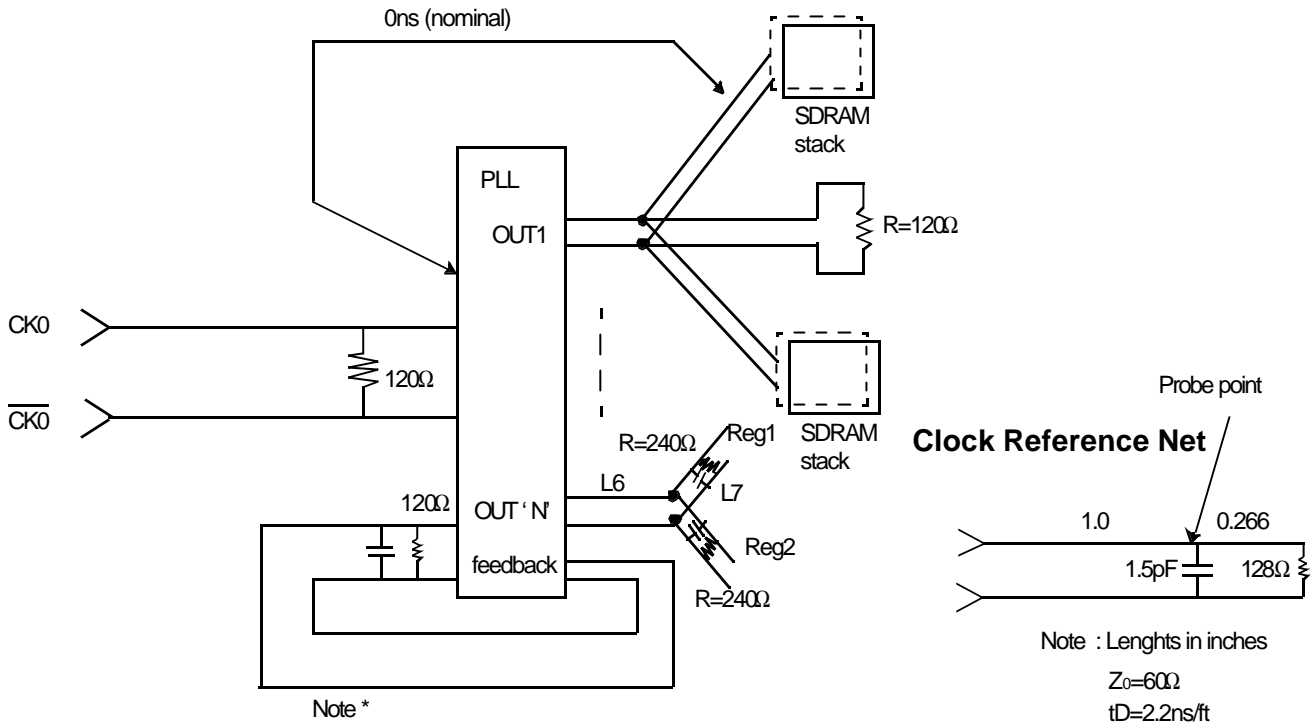 0ns (nominal)
SDRAM
stack
PLL
OUT1
R=120Ω
CK0
120Ω
CK0
SDRAM
stack
R=240Ω
Reg1
L6
L7
120Ω
OUT ‘ N’
Reg2
feedback
R=240Ω
Note *
Probe point
Clock Reference Net
1.0
0.266
1.5pF
128Ω
Note : Lenghts in inches
Z0=60Ω
tD=2.2ns/ft